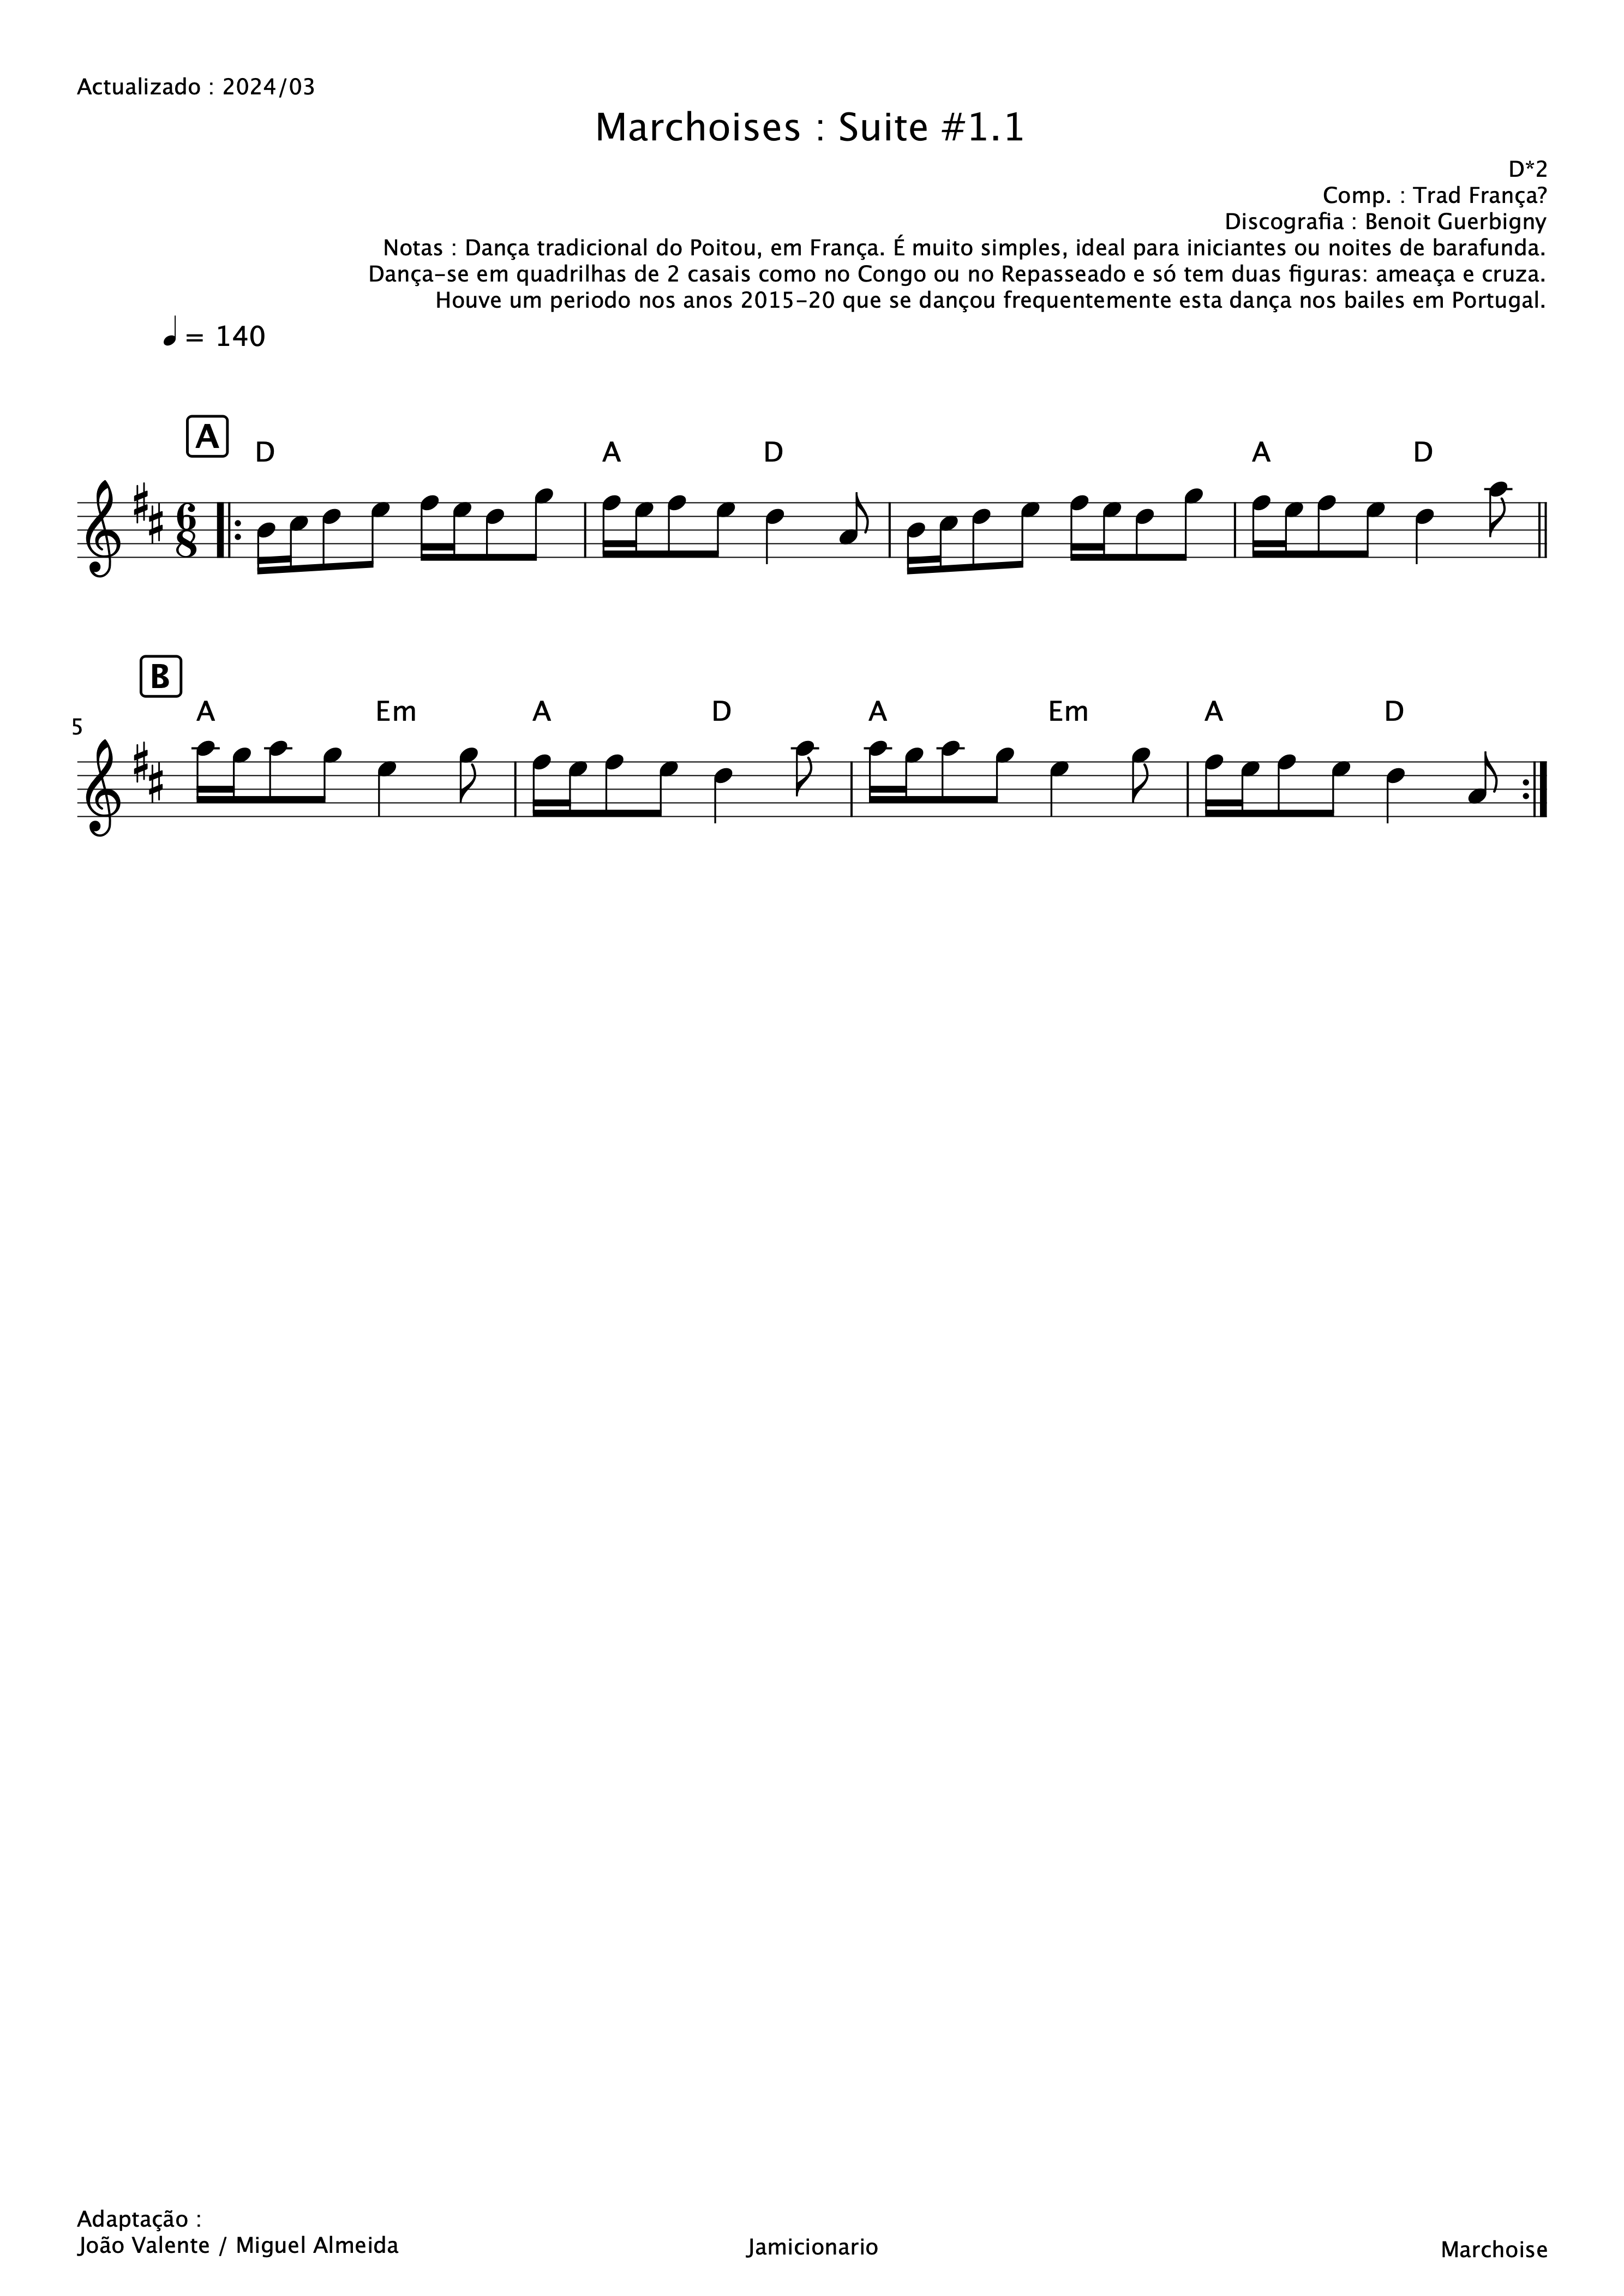 Actualizado : 2024/03
Marchoises : Suite #1.1
D*2
Comp. : Trad França?
Discografia : Benoit Guerbigny
Notas : Dança tradicional do Poitou, em França. É muito simples, ideal para iniciantes ou noites de barafunda.
Dança-se em quadrilhas de 2 casais como no Congo ou no Repasseado e só tem duas figuras: ameaça e cruza.
Houve um periodo nos anos 2015-20 que se dançou frequentemente esta dança nos bailes em Portugal.
= 140
A
D A D A D
6
8
B
A Em A D A Em A D
5
Adaptação :
João Valente / Miguel Almeida
Jamicionario
Marchoise